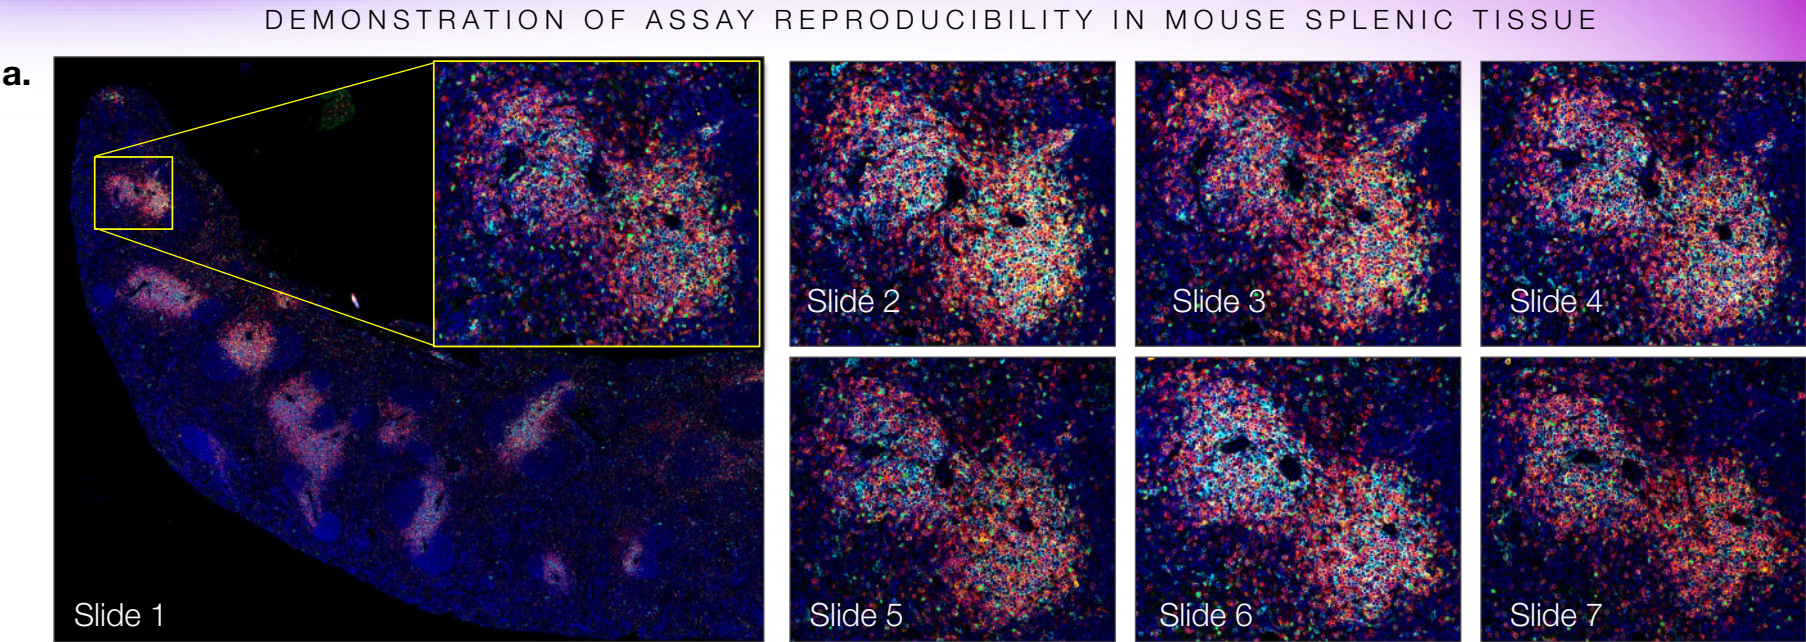 DEMONSTRATION OF ASSAY REPRODUCIBILITY IN MOUSE SPLENIC TISSUE
a.
Slide 1
Slide 2
Slide 3
Slide 4
Slide 5
Slide 6
Slide 7